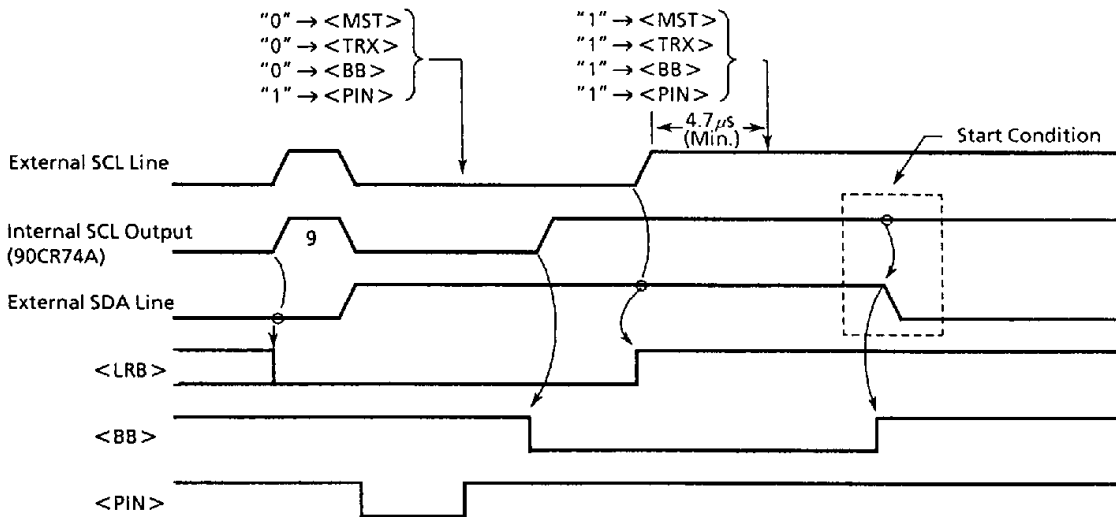 "0" → <MST>
"0" → <TRX>
"0" → <BB>
"1" → <PIN>
"1" → <MST>
"1" → <TRX>
"1" → <BB>
"1" → <PIN>
4.7μs
(Min.)
Start Condition
External SCL Line
Internal SCL Output
(90CR74A)
9
External SDA Line
<LRB>
<BB>
<PIN>